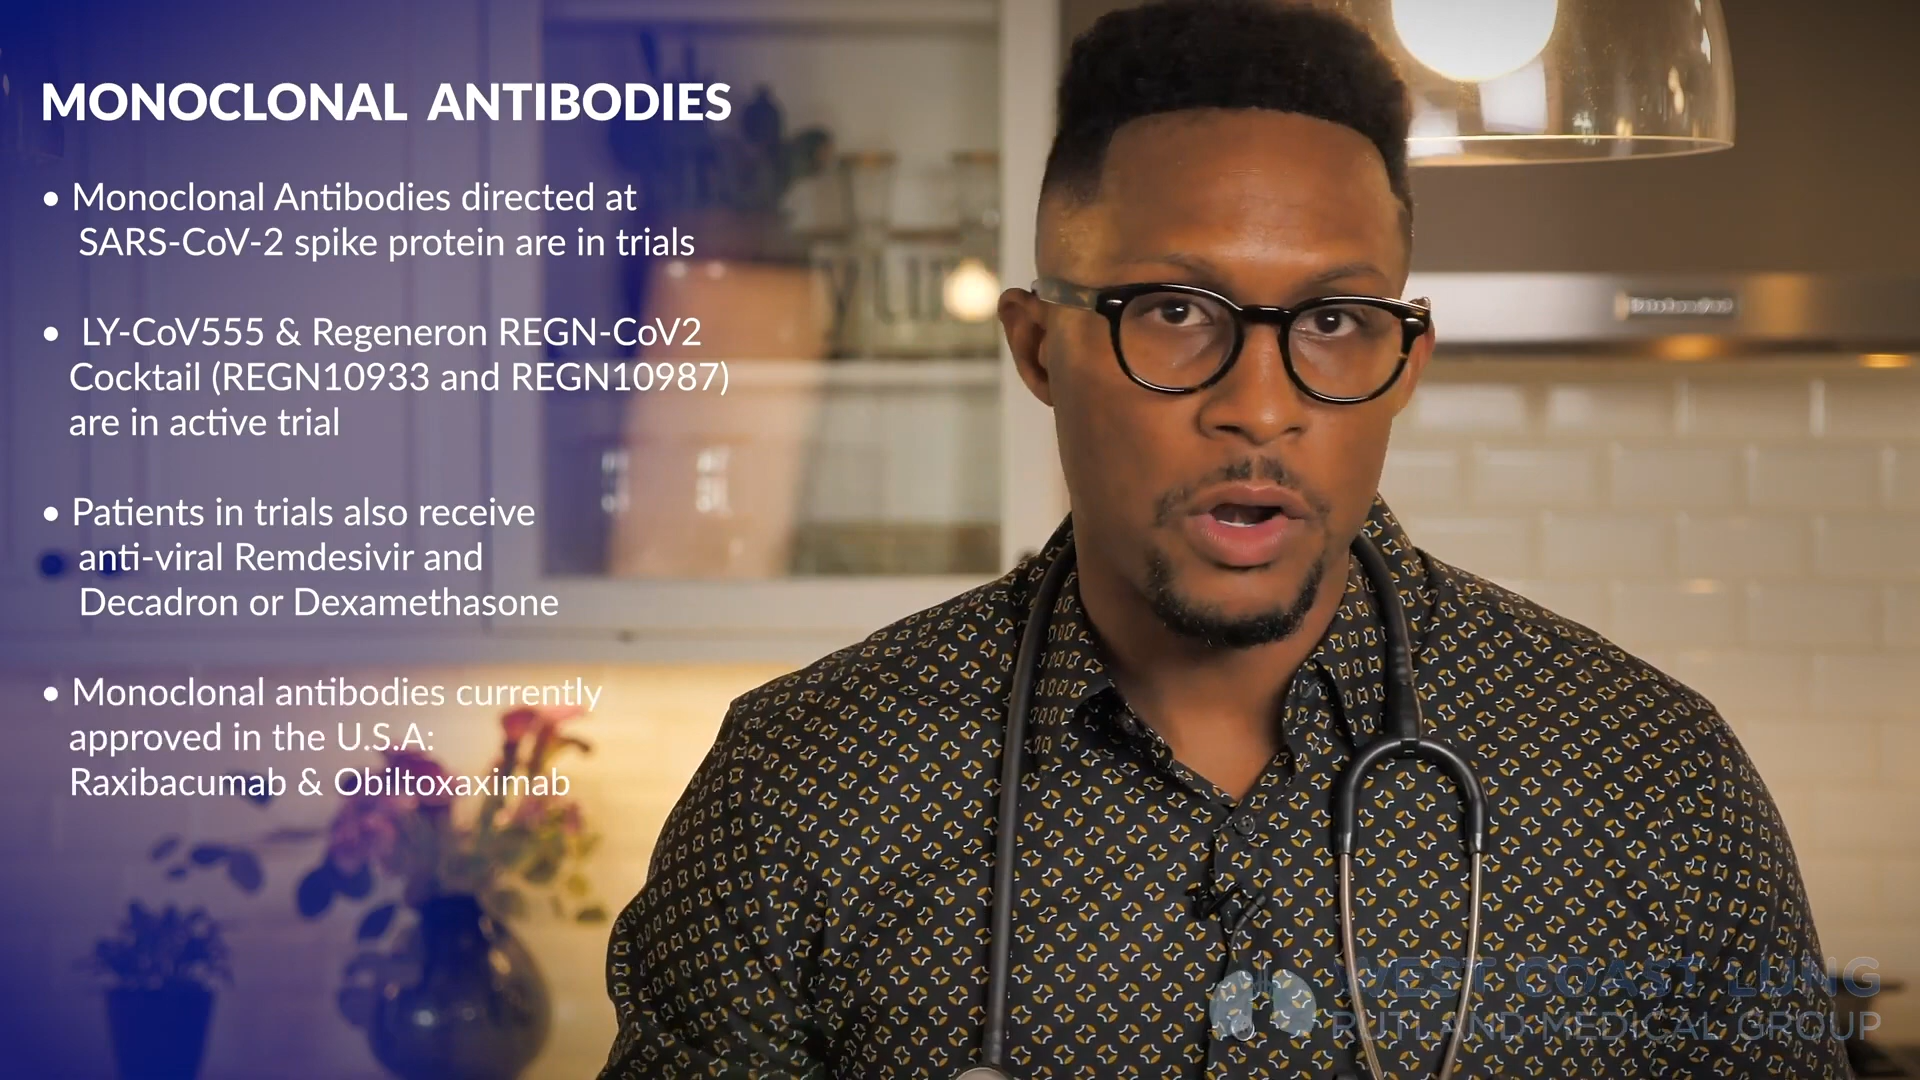 MONOCLONAL ANTIBODIES
• Monoclonal Antibodies directed at
SARS-CoV-2 spike protein are in trials
• LY-CoV555 & Regeneron REGN-CoV2
Cocktail (REGN10933 and REGN10987)
are in active trial
• Patients in trials also receive
anti-viral Remdesivir and
Decadron or Dexamethasone
• Monoclonal antibodies currently
approved in the U.S.A:
Raxibacumab & Obiltoxaximab
WEST COAST LUNG
RUTLAND MEDICAL GROUP